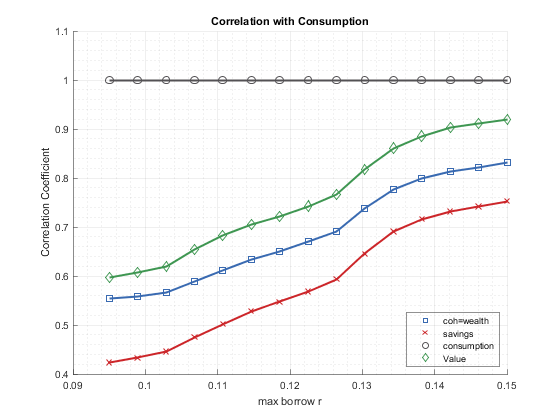 Correlation with Consumption
1.1
1
0.9
0.8
0.7
0.6
0.5
0.4
Correlation Coefficient
0.09
0.1
0.11
0.12
0.13
0.14
0.15
max borrow r
coh=wealth
savings
consumption
Value